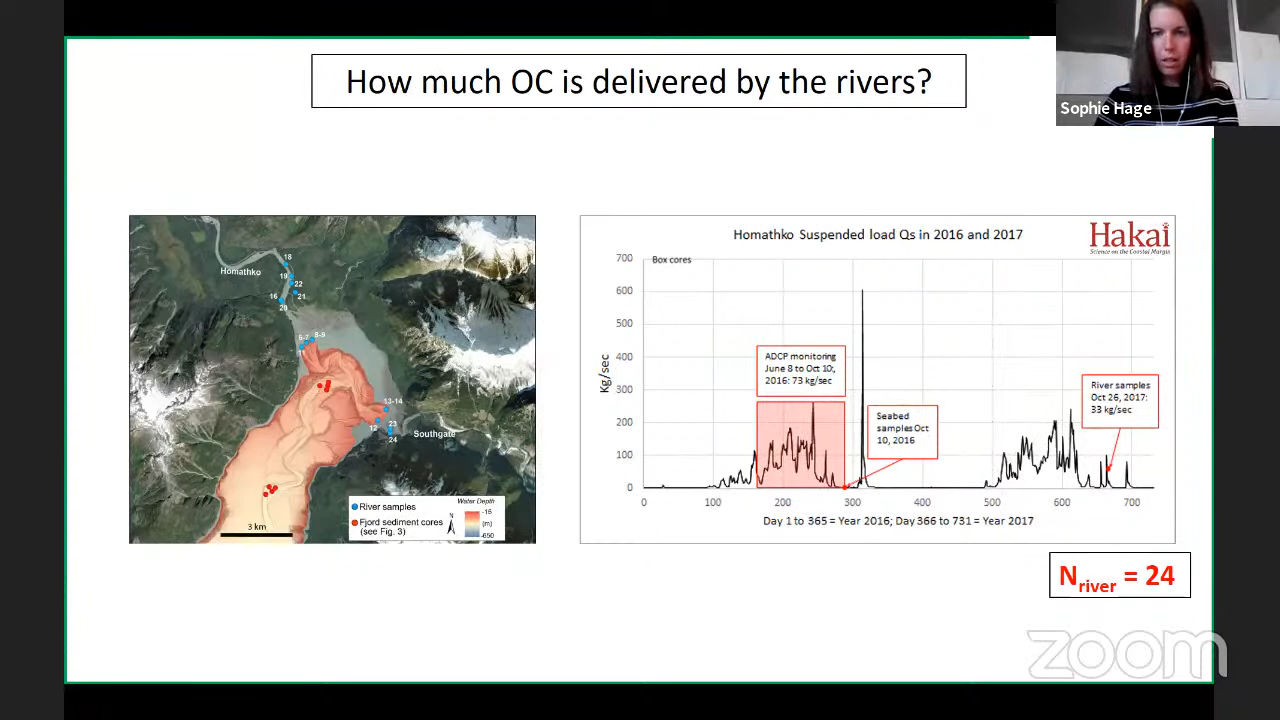 How much OC is delivered by the rivers?
Sophie Hage
18
Homathko
19
22
16
21
20
6-7
8-9
13-14
12
23
24
Southgate
River samples
Fjord sediment cores
(see Fig. 3)
N
Water Depth
-15
(m)
-650
3 km
Homathko Suspended load Qs in 2016 and 2017
Hakai
Science on the Coastal Margin
Box cores
Kg/sec
700
600
500
400
300
200
100
0
ADCP monitoring
June 8 to Oct 10,
2016: 73 kg/sec
Seabed
samples Oct
10, 2016
River samples
Oct 26, 2017:
33 kg/sec
0 100 200 300 400 500 600 700
Day 1 to 365 = Year 2016; Day 366 to 731 = Year 2017
Nriver = 24
zoom